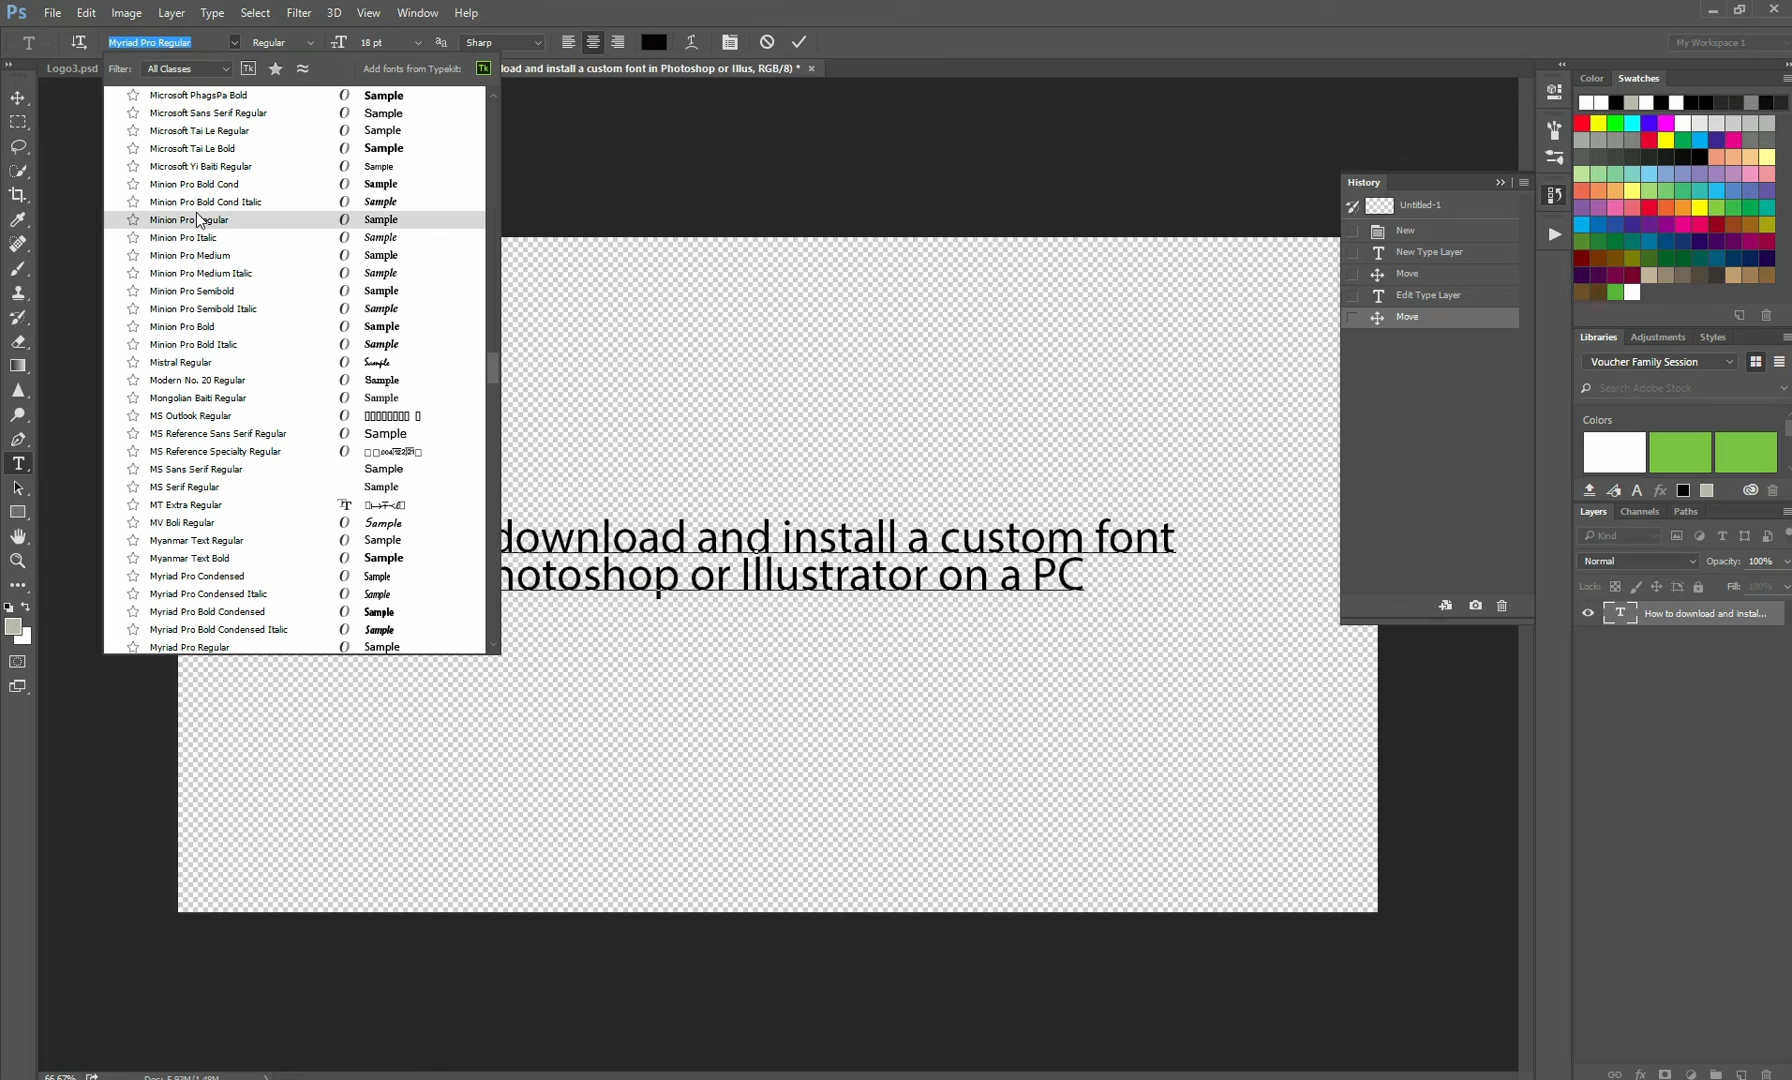 Ps File Edit Image Layer Type Select Filter 3D View Window Help
T Myriad Pro Regular Regular 18 pt Sharp My Workspace 1
Filter: All Classes Tk Add fonts from Typekit: Tk
Logo3.psd load and install a custom font in Photoshop or Illus, RGB/8) *
Microsoft PhagsPa Bold Sample
Microsoft Sans Serif Regular Sample
Microsoft Tai Le Regular Sample
Microsoft Tai Le Bold Sample
Microsoft Yi Baiti Regular Sample
Minion Pro Bold Cond Sample
Minion Pro Bold Cond Italic Sample
Minion Pro Regular Sample
Minion Pro Italic Sample
Minion Pro Medium Sample
Minion Pro Medium Italic Sample
Minion Pro Semibold Sample
Minion Pro Semibold Italic Sample
Minion Pro Bold Sample
Minion Pro Bold Italic Sample
Mistral Regular Sample
Modern No. 20 Regular Sample
Mongolian Baiti Regular Sample
MS Outlook Regular
MS Reference Sans Serif Regular Sample
MS Reference Specialty Regular
MS Sans Serif Regular Sample
MS Serif Regular Sample
MT Extra Regular
MV Boli Regular Sample
Myanmar Text Regular Sample
Myanmar Text Bold Sample
Myriad Pro Condensed Sample
Myriad Pro Condensed Italic Sample
Myriad Pro Bold Condensed Sample
Myriad Pro Bold Condensed Italic Sample
Myriad Pro Regular Sample
download and install a custom font
hotoshop or Illustrator on a PC
History
Untitled-1
New
New Type Layer
Move
Edit Type Layer
Move
Color Swatches
Libraries Adjustments Styles
Voucher Family Session
Search Adobe Stock
Colors
Layers Channels Paths
Kind
Normal Opacity: 100%
Lock: Fill: 100%
How to download and instal...
66.67% Doc: 5.93M/1.48M